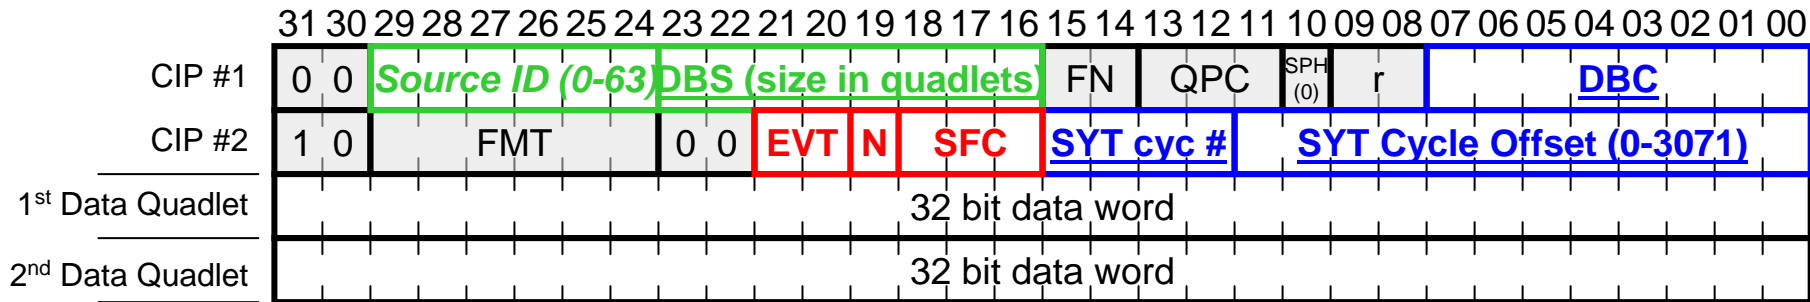 31 30 29 28 27 26 25 24 23 22 21 20 19 18 17 16 15 14 13 12 11 10 09 08 07 06 05 04 03 02 01 00
CIP #1 0 0 Source ID (0-63) DBS (size in quadlets) FN QPC SPH (0) r DBC
CIP #2 1 0 FMT 0 0 EVT N SFC SYT cyc # SYT Cycle Offset (0-3071)
1st Data Quadlet 32 bit data word
2nd Data Quadlet 32 bit data word